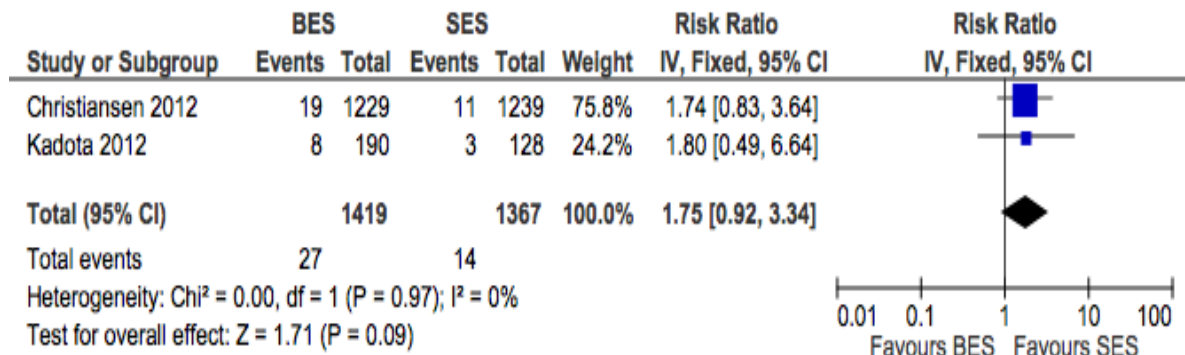 BES SES Risk Ratio Risk Ratio
Study or Subgroup Events Total Events Total Weight IV, Fixed, 95% CI IV, Fixed, 95% CI
Christiansen 2012 19 1229 11 1239 75.8% 1.74 [0.83, 3.64]
Kadota 2012 8 190 3 128 24.2% 1.80 [0.49, 6.64]
Total (95% CI) 1419 1367 100.0% 1.75 [0.92, 3.34]
Total events 27 14
Heterogeneity: Chi² = 0.00, df = 1 (P = 0.97); I² = 0%
Test for overall effect: Z = 1.71 (P = 0.09)
0.01 0.1 1 10 100
Favours BES Favours SES